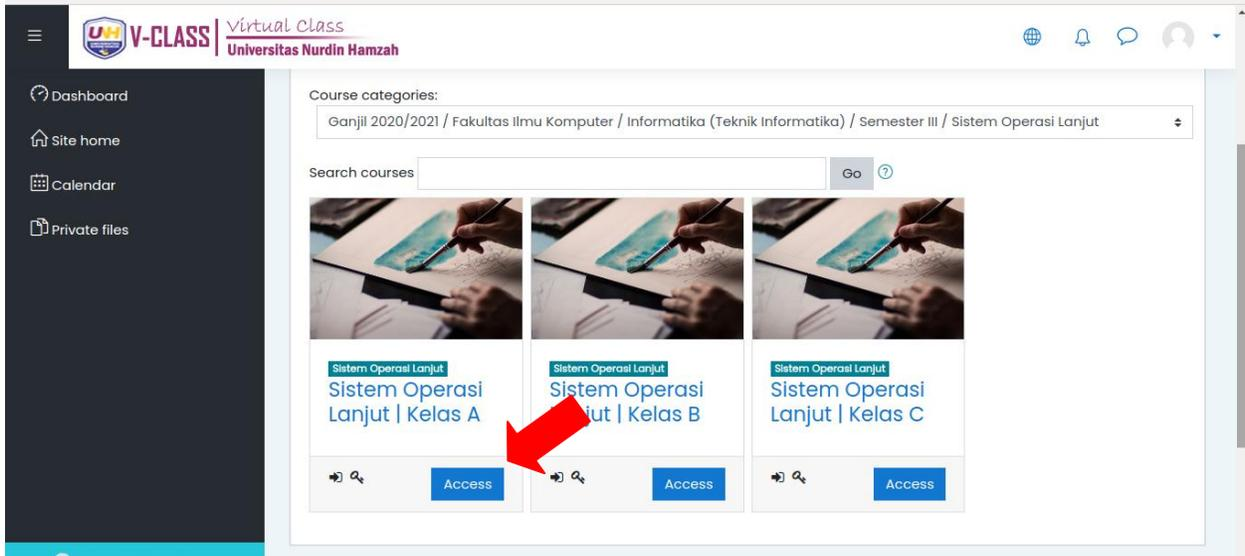 UNH V-CLASS Virtual Class
Universitas Nurdin Hamzah
Dashboard
Site home
Calendar
Private files
Course categories:
Ganjil 2020/2021 / Fakultas Ilmu Komputer / Informatika (Teknik Informatika) / Semester III / Sistem Operasi Lanjut
Search courses Go ?
Sistem Operasi Lanjut
Sistem Operasi
Lanjut | Kelas A
Access
Sistem Operasi Lanjut
Sistem Operasi
jut | Kelas B
Access
Sistem Operasi Lanjut
Sistem Operasi
Lanjut | Kelas C
Access